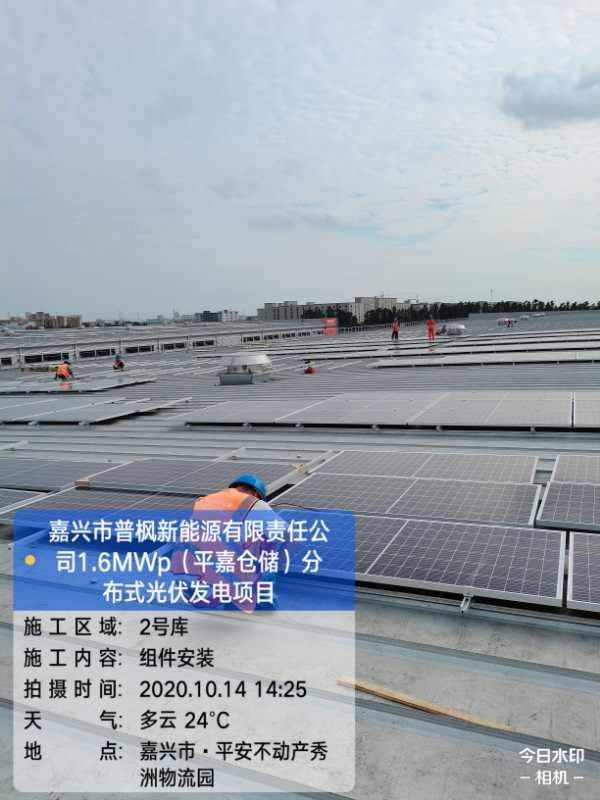 嘉兴市普枫新能源有限责任公
司1.6MWp（平嘉仓储）分
布式光伏发电项目
施工区域： 2号库
施工内容： 组件安装
拍摄时间： 2020.10.14 14:25
天气： 多云 24℃
地点： 嘉兴市·平安不动产秀
洲物流园
今日水印
－相机－